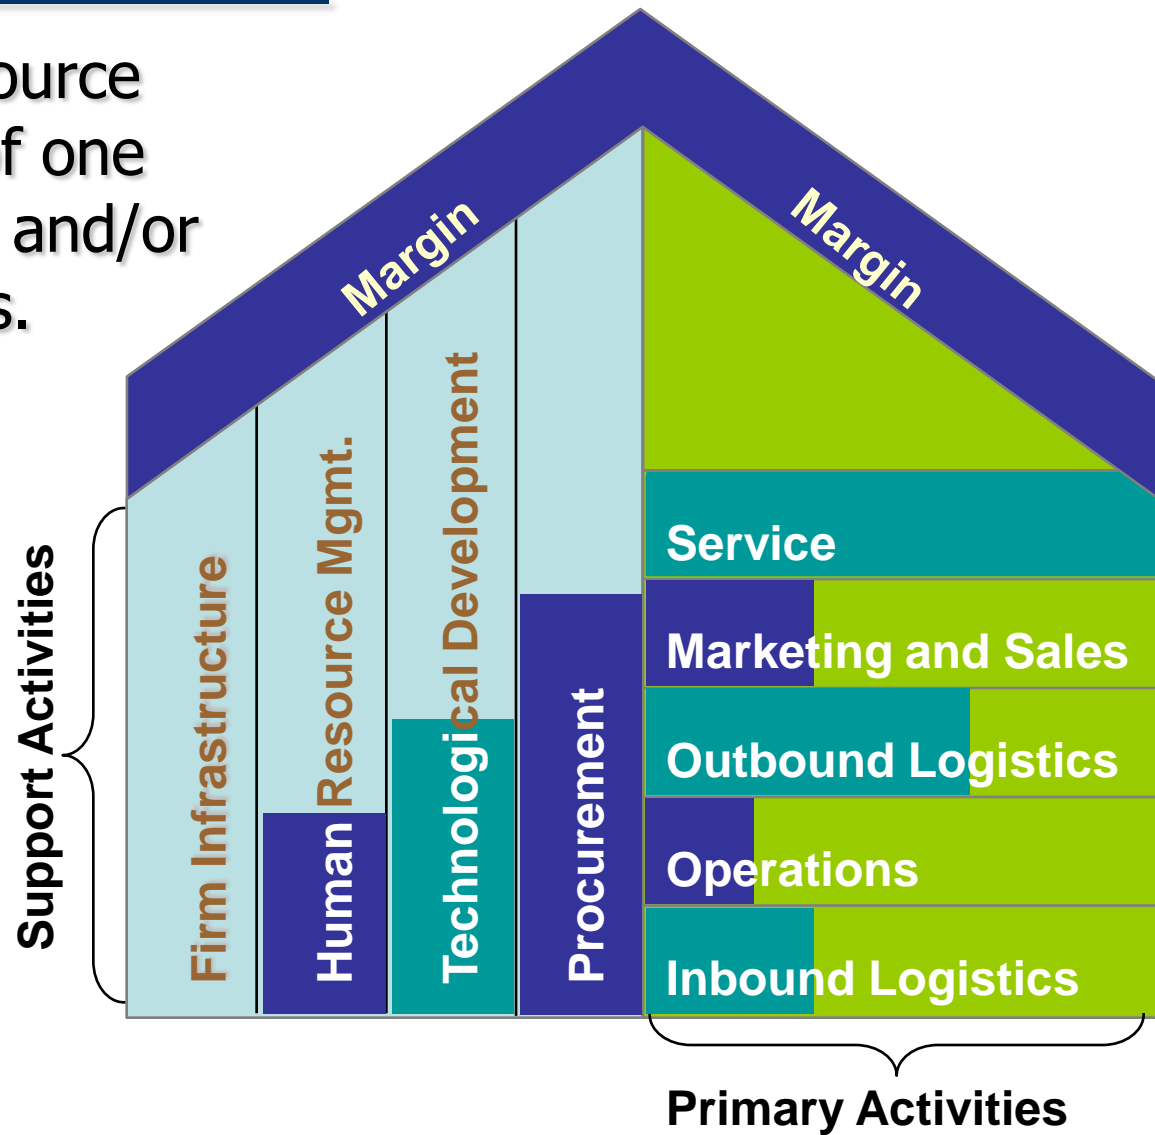 ource
f one
and/or
s.
Margin
Margin
Support Activities
Firm Infrastructure
Human Resource Mgmt.
Technological Development
Procurement
Service
Marketing and Sales
Outbound Logistics
Operations
Inbound Logistics
Primary Activities